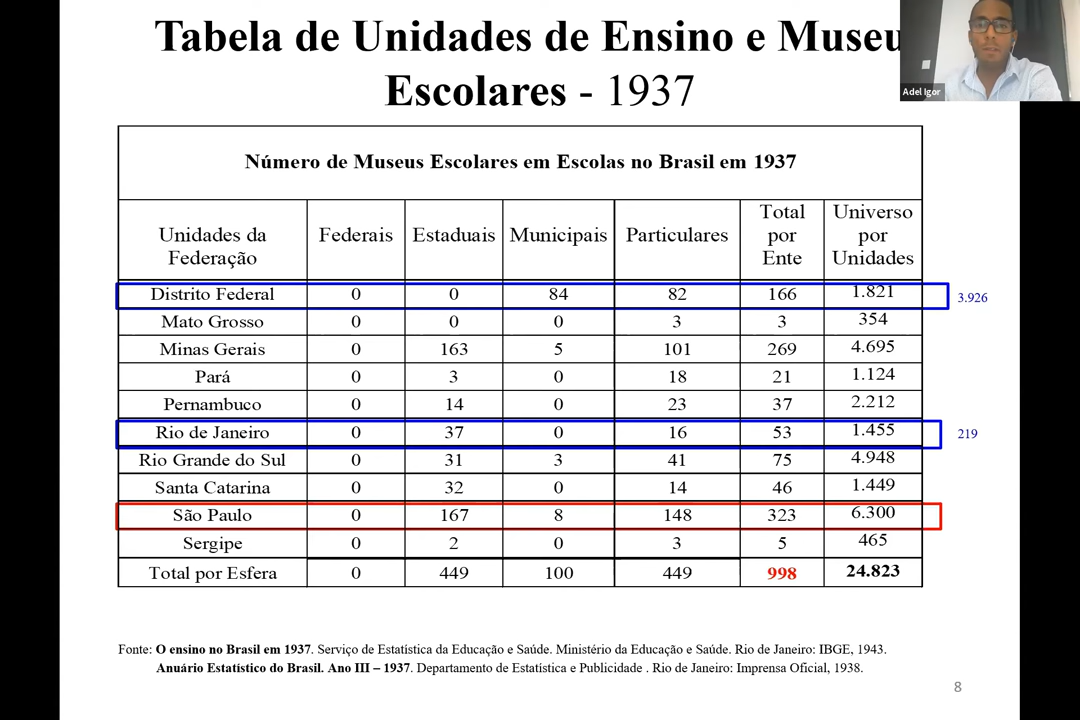 Tabela de Unidades de Ensino e Museu
Escolares - 1937
Adel Igor
Número de Museus Escolares em Escolas no Brasil em 1937
Unidades da Federação Federais Estaduais Municipais Particulares Total por Ente Universo por Unidades
Distrito Federal 0 0 84 82 166 1.821 3.926
Mato Grosso 0 0 0 3 3 354
Minas Gerais 0 163 5 101 269 4.695
Pará 0 3 0 18 21 1.124
Pernambuco 0 14 0 23 37 2.212
Rio de Janeiro 0 37 0 16 53 1.455 219
Rio Grande do Sul 0 31 3 41 75 4.948
Santa Catarina 0 32 0 14 46 1.449
São Paulo 0 167 8 148 323 6.300
Sergipe 0 2 0 3 5 465
Total por Esfera 0 449 100 449 998 24.823
Fonte: O ensino no Brasil em 1937. Serviço de Estatística da Educação e Saúde. Ministério da Educação e Saúde. Rio de Janeiro: IBGE, 1943.
Anuário Estatístico do Brasil. Ano III – 1937. Departamento de Estatística e Publicidade . Rio de Janeiro: Imprensa Oficial, 1938.
8